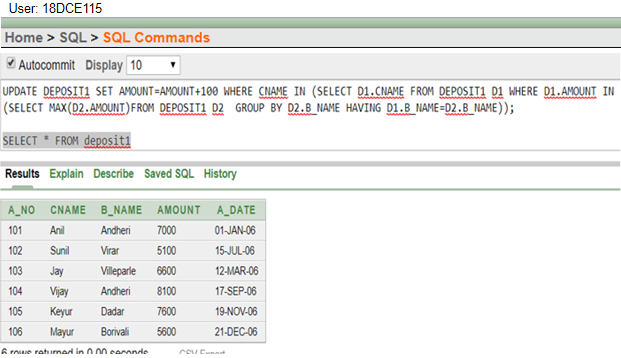 User: 18DCE115
Home > SQL > SQL Commands
Autocommit Display 10
UPDATE DEPOSIT1 SET AMOUNT=AMOUNT+100 WHERE CNAME IN (SELECT D1.CNAME FROM DEPOSIT1 D1 WHERE D1.AMOUNT IN
(SELECT MAX(D2.AMOUNT)FROM DEPOSIT1 D2 GROUP BY D2.B_NAME HAVING D1.B_NAME=D2.B_NAME));
SELECT * FROM deposit1
Results Explain Describe Saved SQL History
A_NO CNAME B_NAME AMOUNT A_DATE
101 Anil Andheri 7000 01-JAN-06
102 Sunil Virar 5100 15-JUL-06
103 Jay Villeparle 6600 12-MAR-06
104 Vijay Andheri 8100 17-SEP-06
105 Keyur Dadar 7600 19-NOV-06
106 Mayur Borivali 5600 21-DEC-06
6 rows returned in 0.00 seconds CSV Export